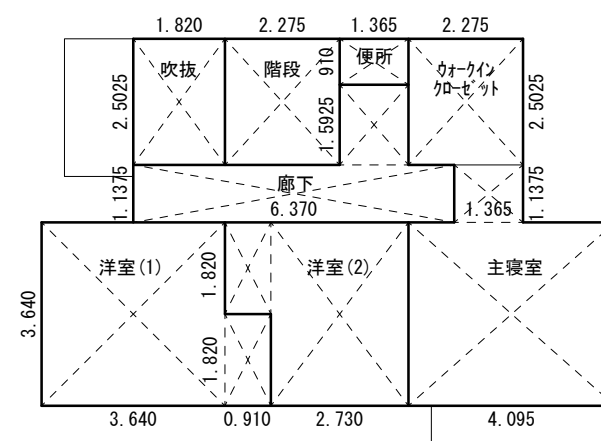 1.820 2.275 1.365 2.275
吹抜 階段 910 便所 ウォークイン
クローゼット
2.5025 1.5925 2.5025
廊下
1.1375 6.370 1.365 1.1375
洋室(1) 1.820 洋室(2) 主寝室
3.640 1.820
3.640 0.910 2.730 4.095